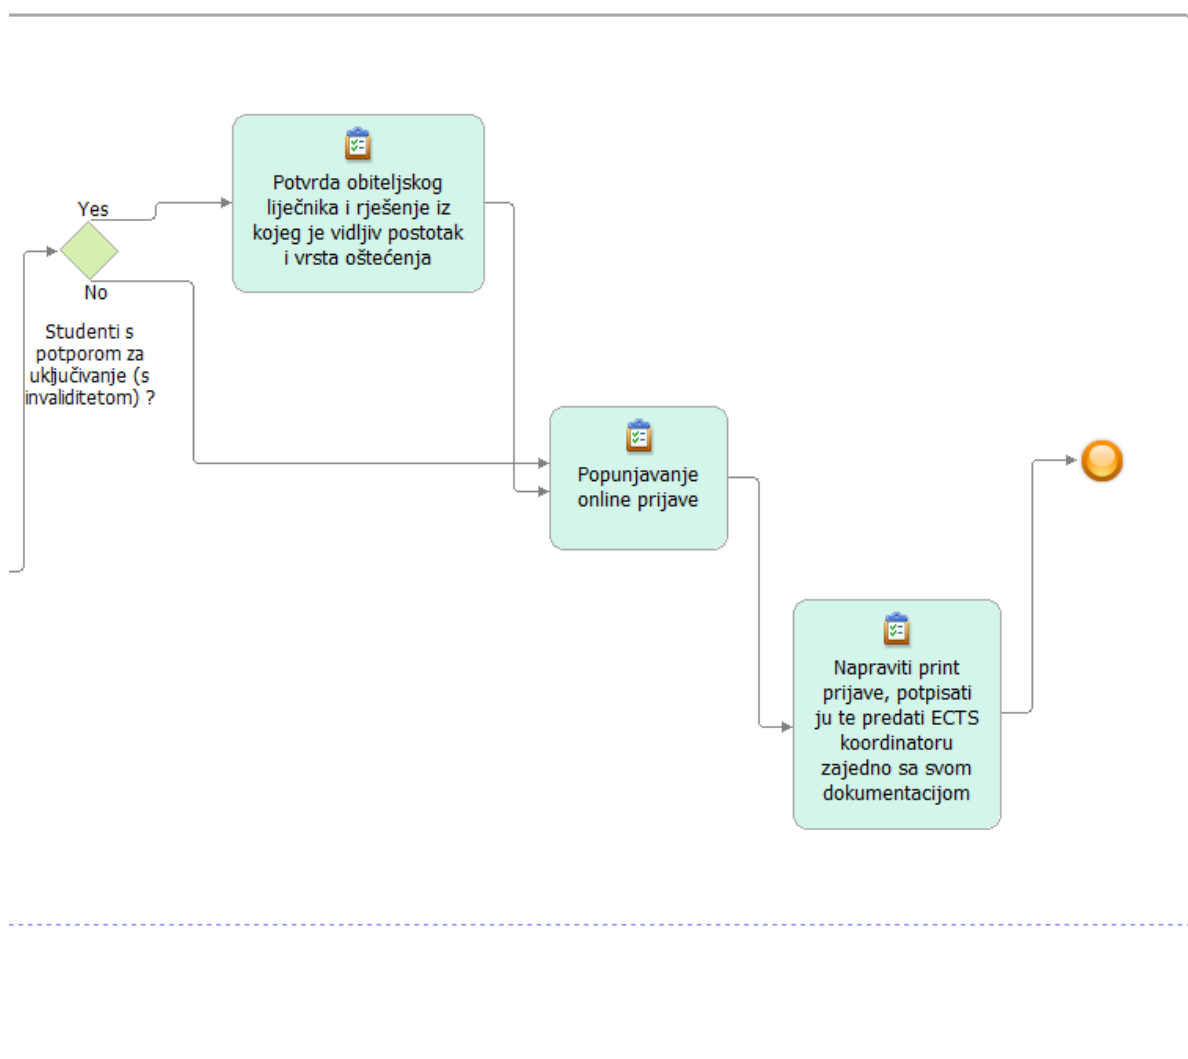 Yes
No
Studenti s
potporom za
uključivanje (s
invaliditetom) ?
Potvrda obiteljskog
liječnika i rješenje iz
kojeg je vidljiv postotak
i vrsta oštećenja
Popunjavanje
online prijave
Napraviti print
prijave, potpisati
ju te predati ECTS
koordinatoru
zajedno sa svom
dokumentacijom